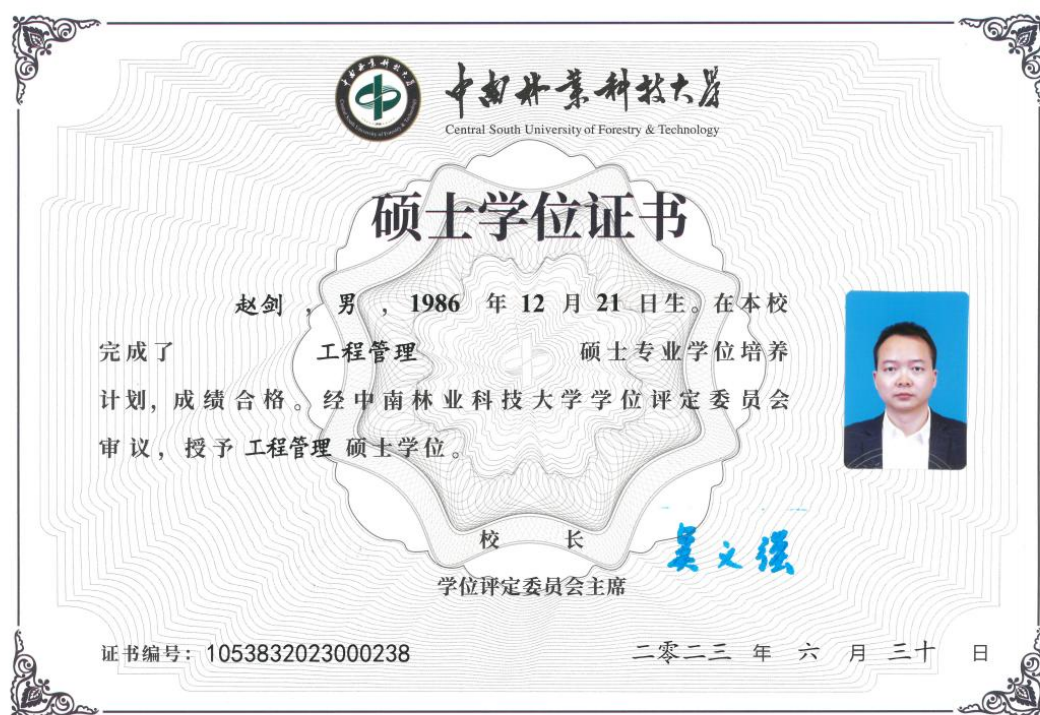 中南林业科技大学
Central South University of Forestry & Technology
硕士学位证书
赵剑 , 男 , 1986 年 12 月 21 日生。在本校
完成了 工程管理 硕士专业学位培养
计划, 成绩合格。经中南林业科技大学学位评定委员会
审议, 授予 工程管理 硕士学位。
校 长
吴义强
学位评定委员会主席
证书编号: 1053832023000238
二零二三 年 六 月 三十 日